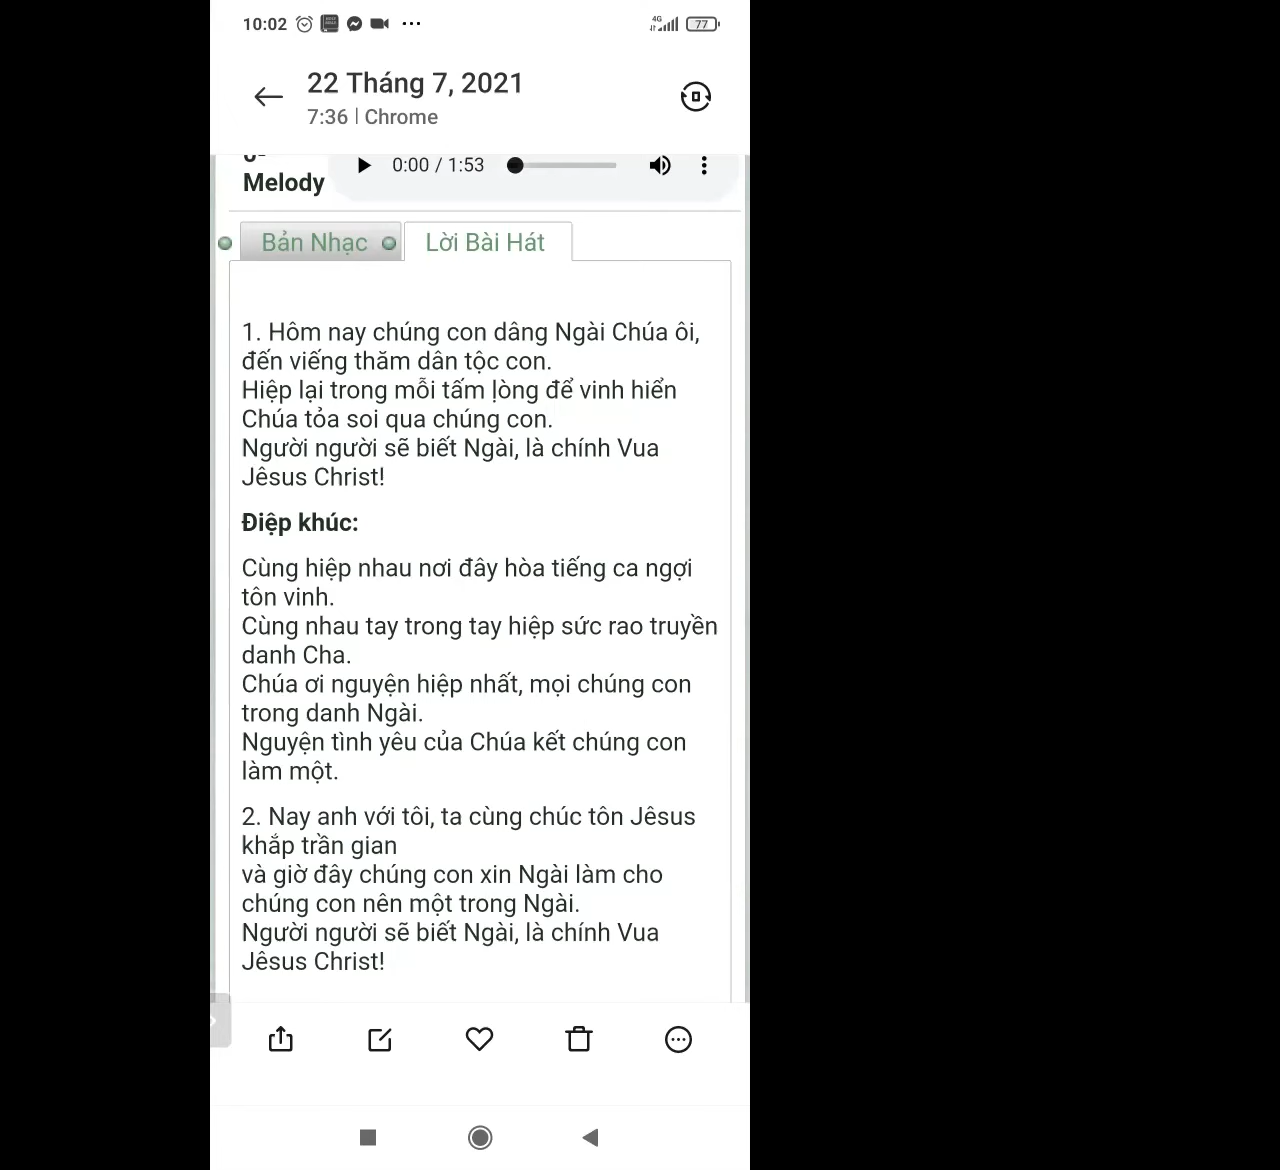 10:02
4G 77
22 Tháng 7, 2021
7:36 | Chrome
Melody
0:00 / 1:53
Bản Nhạc
Lời Bài Hát
1. Hôm nay chúng con dâng Ngài Chúa ôi,
đến viếng thăm dân tộc con.
Hiệp lại trong mỗi tấm ḷòng để vinh hiển
Chúa tỏa soi qua chúng con.
Người người sẽ biết Ngài, là chính Vua
Jêsus Christ!
Điệp khúc:
Cùng hiệp nhau nơi đây hòa tiếng ca ngợi
tôn vinh.
Cùng nhau tay trong tay hiệp sức rao truyền
danh Cha.
Chúa ơi nguyện hiệp nhất, mọi chúng con
trong danh Ngài.
Nguyện tình yêu của Chúa kết chúng con
làm một.
2. Nay anh với tôi, ta cùng chúc tôn Jêsus
khắp trần gian
và giờ đây chúng con xin Ngài làm cho
chúng con nên một trong Ngài.
Người người sẽ biết Ngài, là chính Vua
Jêsus Christ!